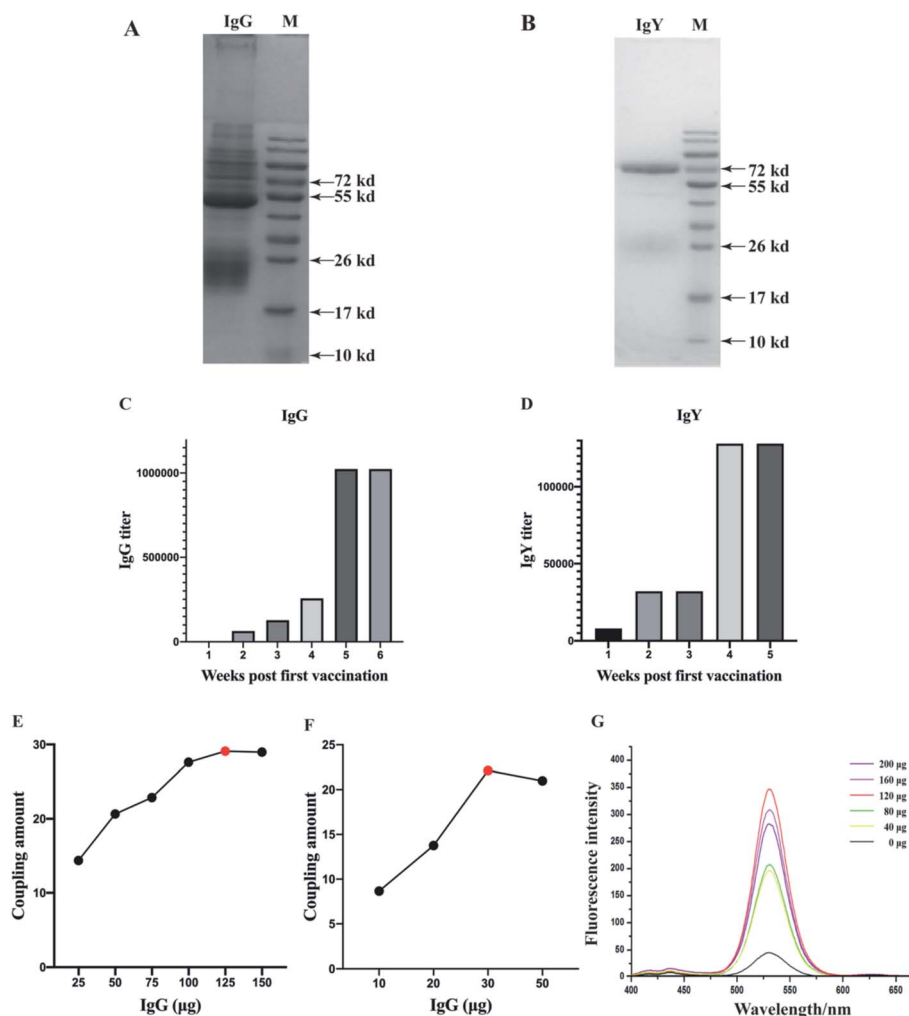 A
IgG M
72 kd
55 kd
26 kd
17 kd
10 kd
B
IgY M
72 kd
55 kd
26 kd
17 kd
10 kd
C
IgG
IgG titer
1000000
500000
0
1 2 3 4 5 6
Weeks post first vaccination
D
IgY
IgY titer
100000
50000
0
1 2 3 4 5
Weeks post first vaccination
E
Coupling amount
30
20
10
0
25 50 75 100 125 150
IgG (μg)
F
Coupling amount
25
20
15
10
5
0
10 20 30 50
IgG (μg)
G
Fluorescence intensity
400
350
300
250
200
150
100
50
0
400 450 500 550 600 650
Wavelength/nm
200 μg
160 μg
120 μg
80 μg
40 μg
0 μg